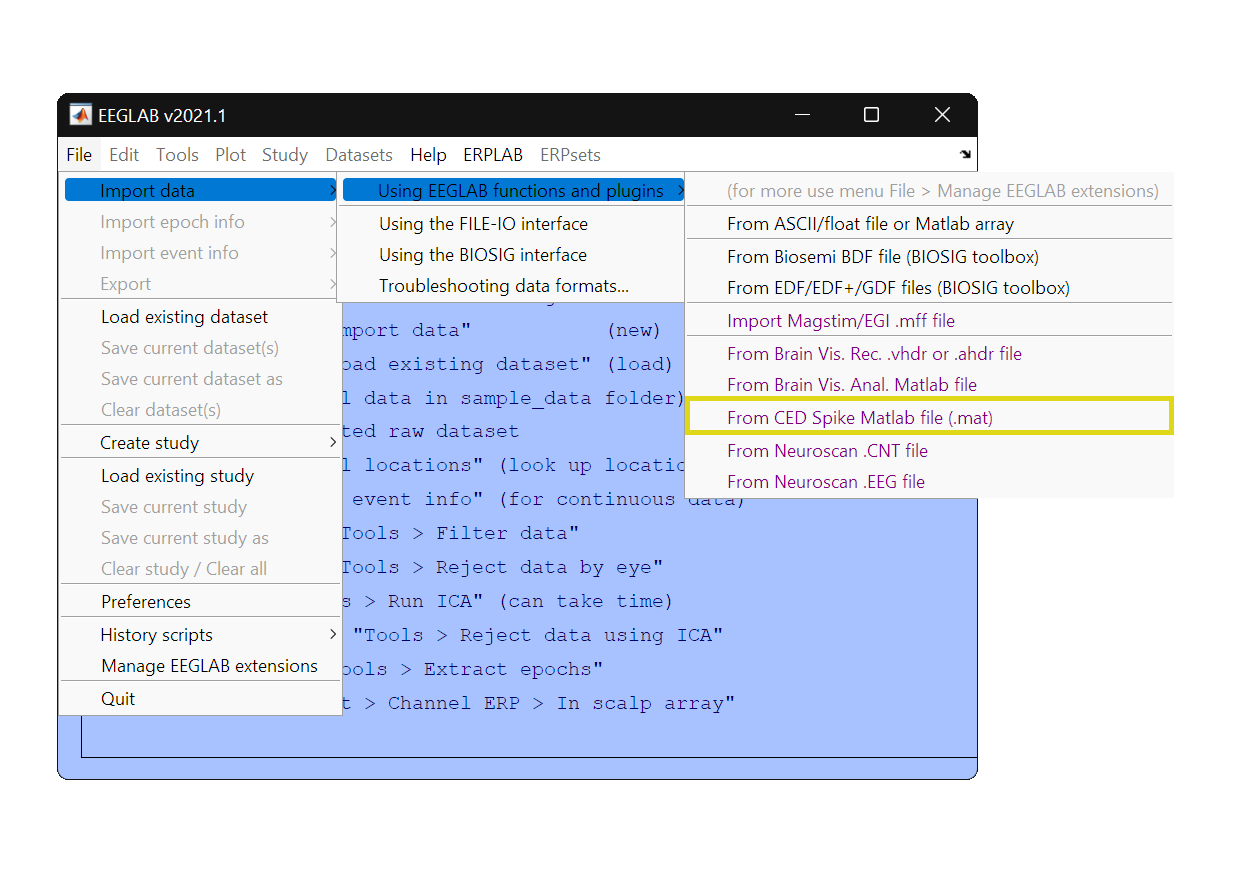 EEGLAB v2021.1
File Edit Tools Plot Study Datasets Help ERPLAB ERPsets
Import data
Import epoch info
Import event info
Export
Load existing dataset
Save current dataset(s)
Save current dataset as
Clear dataset(s)
Create study
Load existing study
Save current study
Save current study as
Clear study / Clear all
Preferences
History scripts
Manage EEGLAB extensions
Quit
Using EEGLAB functions and plugins
Using the FILE-IO interface
Using the BIOSIG interface
Troubleshooting data formats...
(for more use menu File > Manage EEGLAB extensions)
From ASCII/float file or Matlab array
From Biosemi BDF file (BIOSIG toolbox)
From EDF/EDF+/GDF files (BIOSIG toolbox)
Import Magstim/EGI .mff file
From Brain Vis. Rec. .vhdr or .ahdr file
From Brain Vis. Anal. Matlab file
From CED Spike Matlab file (.mat)
From Neuroscan .CNT file
From Neuroscan .EEG file
mport data" (new)
oad existing dataset" (load)
l data in sample_data folder)
ted raw dataset
l locations" (look up locatio
event info" (for continuous data)
Tools > Filter data"
Tools > Reject data by eye"
s > Run ICA" (can take time)
"Tools > Reject data using ICA"
ools > Extract epochs"
t > Channel ERP > In scalp array"